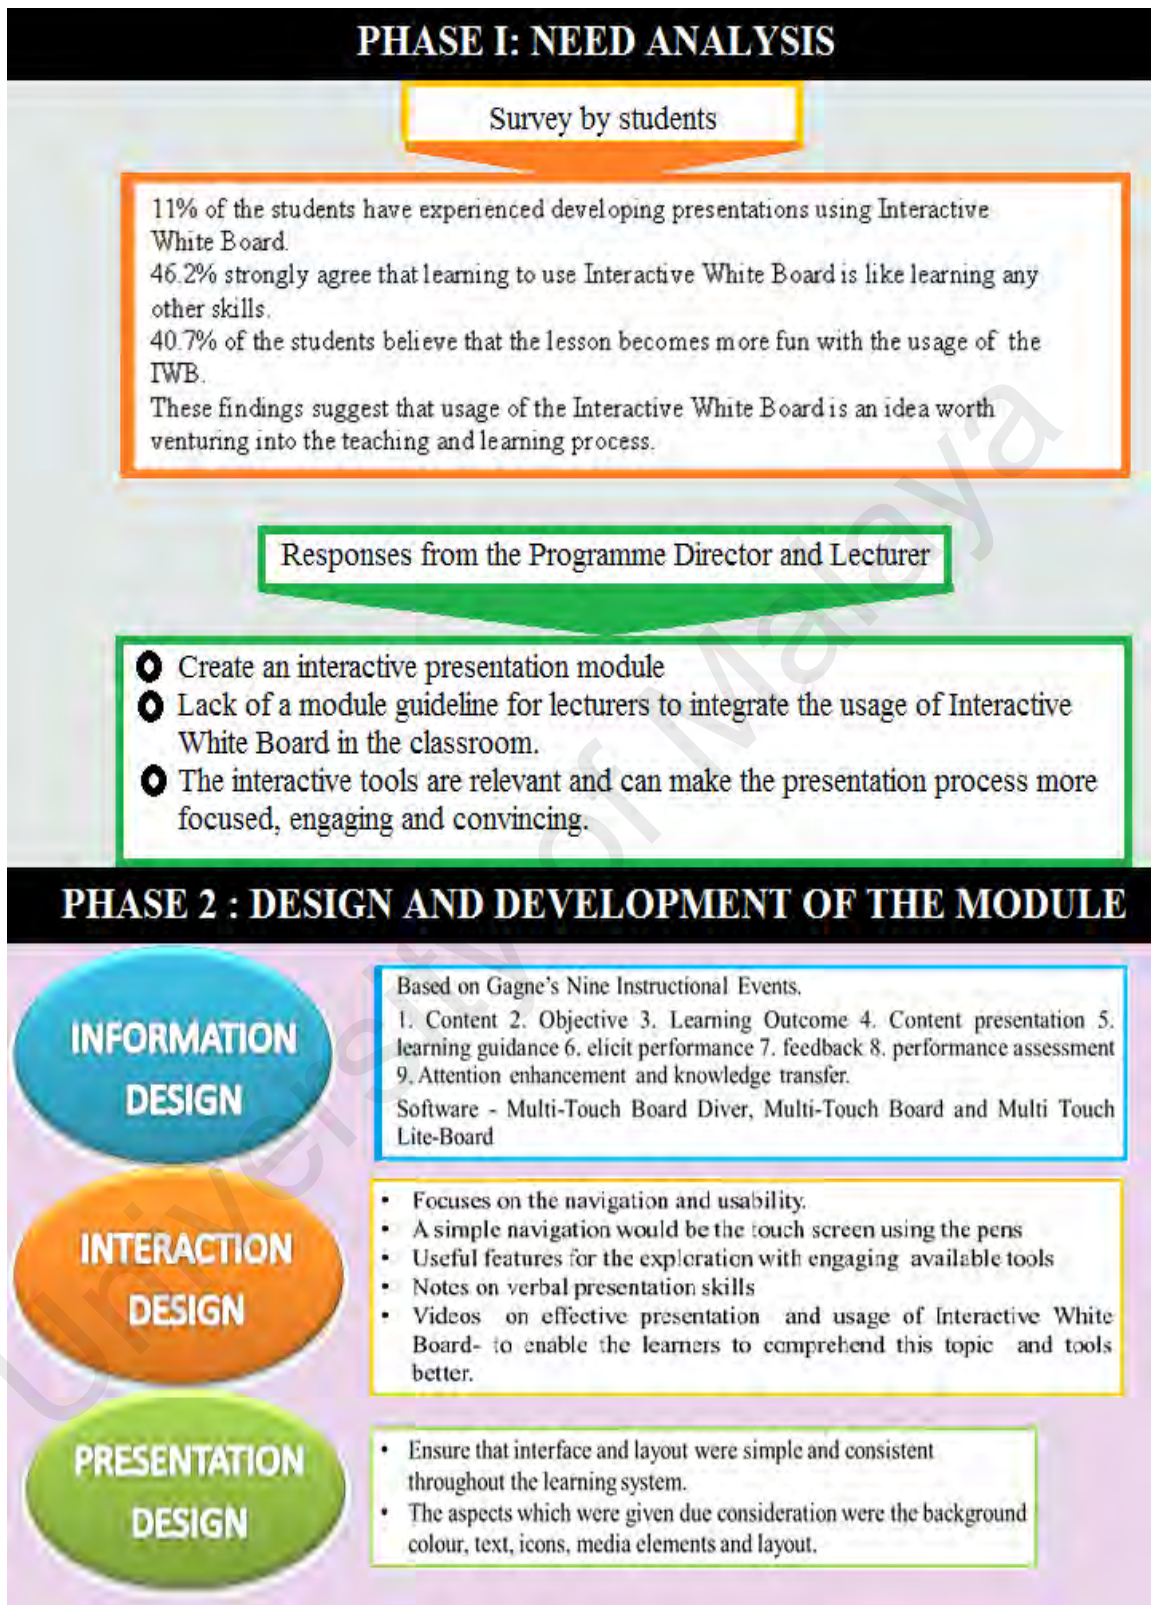 PHASE I: NEED ANALYSIS
Survey by students
11% of the students have experienced developing presentations using Interactive
White Board.
46.2% strongly agree that learning to use Interactive White Board is like learning any
other skills.
40.7% of the students believe that the lesson becomes more fun with the usage of the
IWB.
These findings suggest that usage of the Interactive White Board is an idea worth
venturing into the teaching and learning process.
Responses from the Programme Director and Lecturer
Create an interactive presentation module
Lack of a module guideline for lecturers to integrate the usage of Interactive
White Board in the classroom.
The interactive tools are relevant and can make the presentation process more
focused, engaging and convincing.
PHASE 2 : DESIGN AND DEVELOPMENT OF THE MODULE
INFORMATION
DESIGN
Based on Gagne's Nine Instructional Events.
1. Content 2. Objective 3. Learning Outcome 4. Content presentation 5.
learning guidance 6. elicit performance 7. feedback 8. performance assessment
9. Attention enhancement and knowledge transfer.
Software - Multi-Touch Board Diver, Multi-Touch Board and Multi Touch
Lite-Board
INTERACTION
DESIGN
• Focuses on the navigation and usability.
• A simple navigation would be the touch screen using the pens
• Useful features for the exploration with engaging available tools
• Notes on verbal presentation skills
• Videos on effective presentation and usage of Interactive White
Board- to enable the learners to comprehend this topic and tools
better.
PRESENTATION
DESIGN
• Ensure that interface and layout were simple and consistent
throughout the learning system.
• The aspects which were given due consideration were the background
colour, text, icons, media elements and layout.
University of Malaya